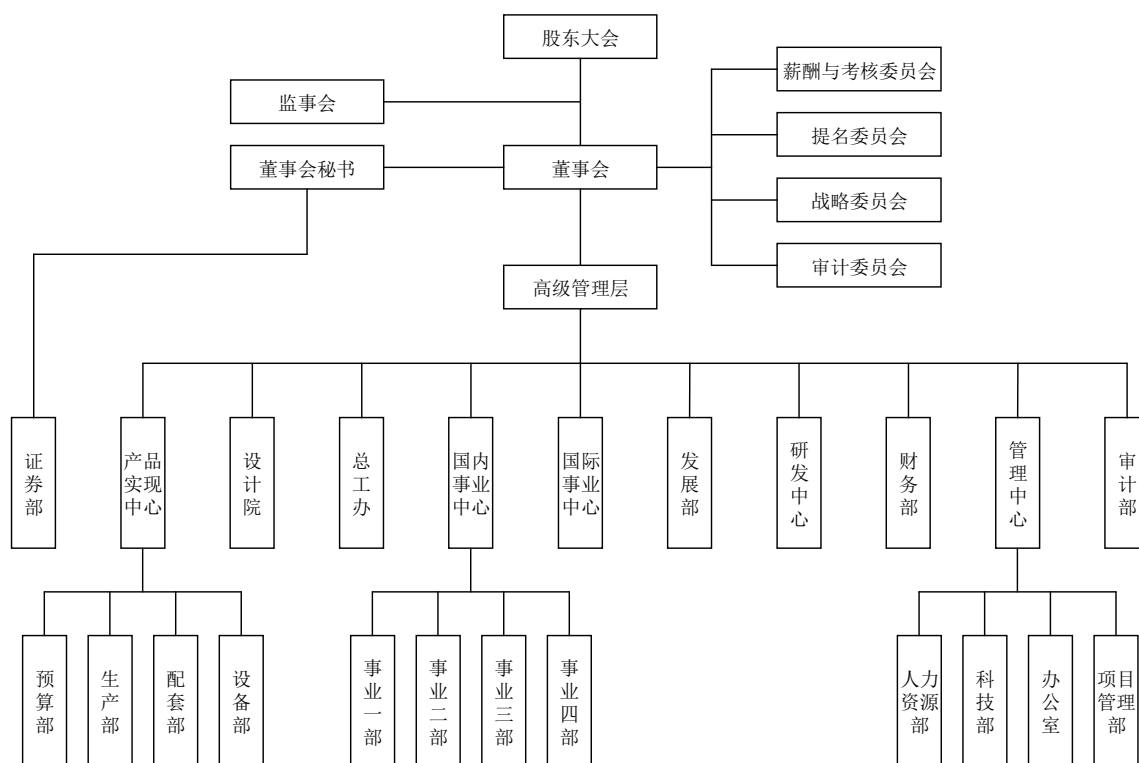 股东大会
薪酬与考核委员会
监事会
提名委员会
董事会秘书
董事会
战略委员会
审计委员会
高级管理层
证券部
产品
实现
中心
设计院
总工办
国内
事业
中心
国际
事业
中心
发展部
研发中心
财务部
管理中心
审计部
预算部
生产部
配套部
设备部
事业一部
事业二部
事业三部
事业四部
人力
资源
部
科技部
办公室
项目
管理
部